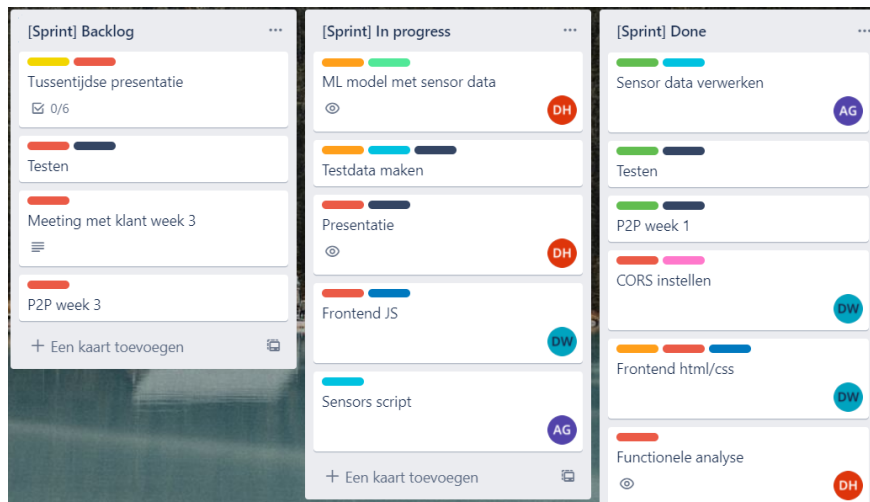 [Sprint] Backlog
Tussentijdse presentatie
0/6
Testen
Meeting met klant week 3
P2P week 3
+ Een kaart toevoegen
[Sprint] In progress
ML model met sensor data
DH
Testdata maken
Presentatie
DH
Frontend JS
DW
Sensors script
AG
+ Een kaart toevoegen
[Sprint] Done
Sensor data verwerken
AG
Testen
P2P week 1
CORS instellen
DW
Frontend html/css
DW
Functionele analyse
DH